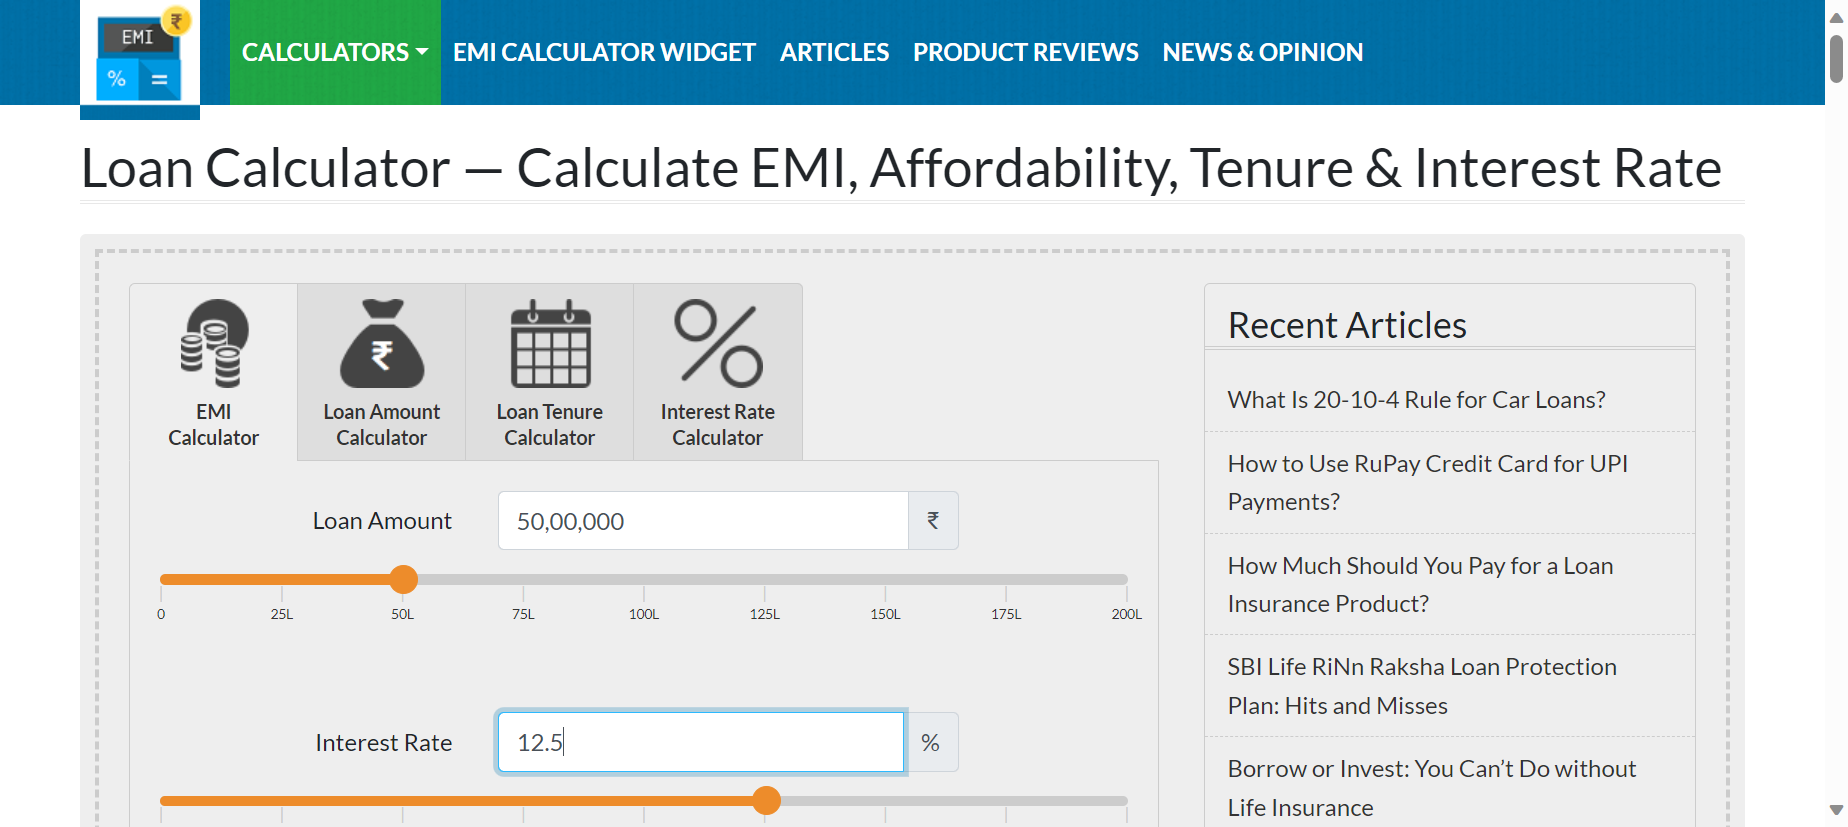 EMI
₹
%
=
CALCULATORS
EMI CALCULATOR WIDGET
ARTICLES
PRODUCT REVIEWS
NEWS & OPINION
Loan Calculator — Calculate EMI, Affordability, Tenure & Interest Rate
EMI
Calculator
₹
Loan Amount
Calculator
Loan Tenure
Calculator
Interest Rate
Calculator
Loan Amount
50,00,000
₹
0 25L 50L 75L 100L 125L 150L 175L 200L
Interest Rate
12.5
%
Recent Articles
What Is 20-10-4 Rule for Car Loans?
How to Use RuPay Credit Card for UPI
Payments?
How Much Should You Pay for a Loan
Insurance Product?
SBI Life RiNn Raksha Loan Protection
Plan: Hits and Misses
Borrow or Invest: You Can’t Do without
Life Insurance